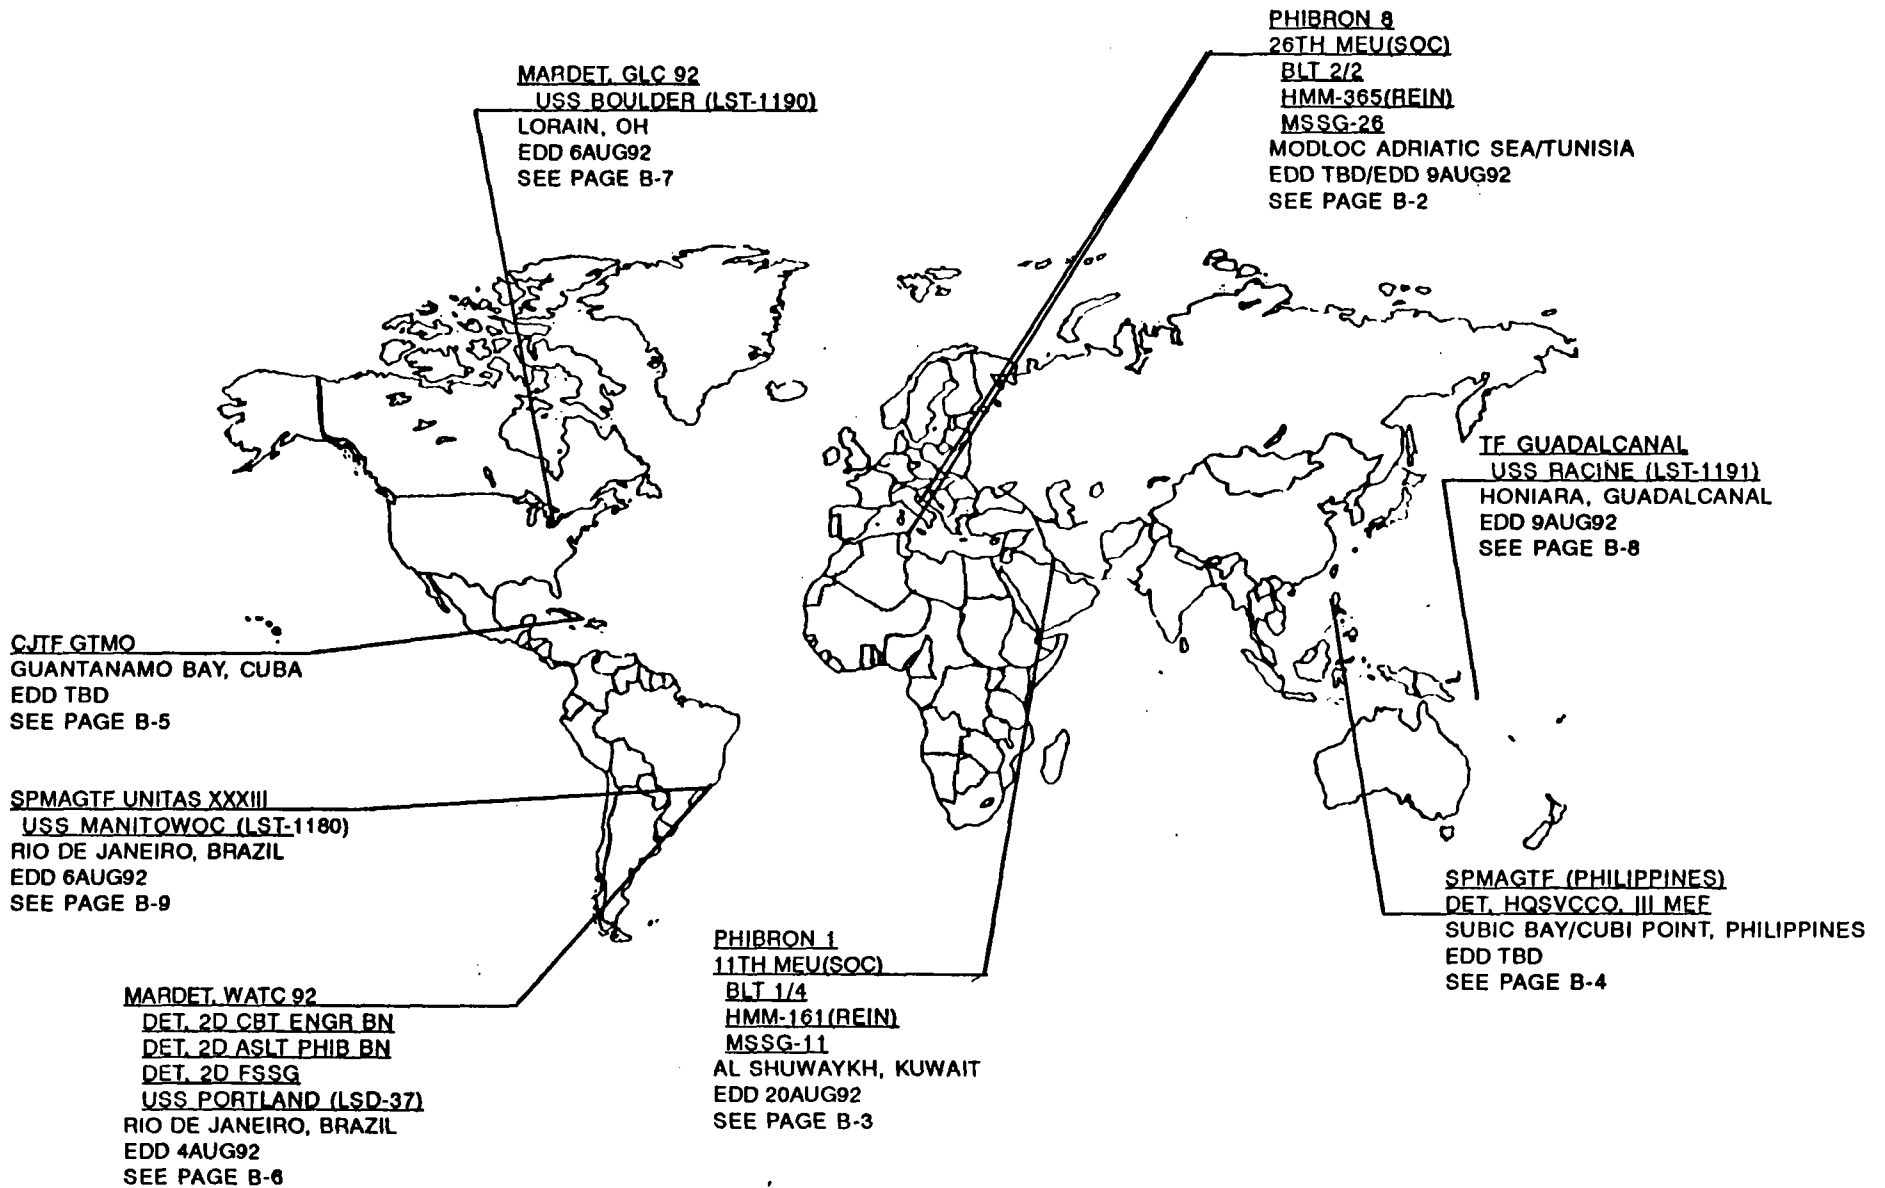 PHIBRON 8
26TH MEU(SOC)
BLT 2/2
HMM-365(REIN)
MSSG-26
MODLOC ADRIATIC SEA/TUNISIA
EDD TBD/EDD 9AUG92
SEE PAGE B-2
MARDET, GLC 92
USS BOULDER (LST-1190)
LORAIN, OH
EDD 6AUG92
SEE PAGE B-7
TF GUADALCANAL
USS RACINE (LST-1191)
HONIARA, GUADALCANAL
EDD 9AUG92
SEE PAGE B-8
CJTF GTMO
GUANTANAMO BAY, CUBA
EDD TBD
SEE PAGE B-5
SPMAGTF UNITAS XXXIII
USS MANITOWOC (LST-1180)
RIO DE JANEIRO, BRAZIL
EDD 6AUG92
SEE PAGE B-9
SPMAGTF (PHILIPPINES)
DET, HQSVCCO, III MEF
SUBIC BAY/CUBI POINT, PHILIPPINES
EDD TBD
SEE PAGE B-4
PHIBRON 1
11TH MEU(SOC)
BLT 1/4
HMM-161(REIN)
MSSG-11
AL SHUWAYKH, KUWAIT
EDD 20AUG92
SEE PAGE B-3
MARDET, WATC 92
DET, 2D CBT ENGR BN
DET, 2D ASLT PHIB BN
DET, 2D FSSG
USS PORTLAND (LSD-37)
RIO DE JANEIRO, BRAZIL
EDD 4AUG92
SEE PAGE B-6